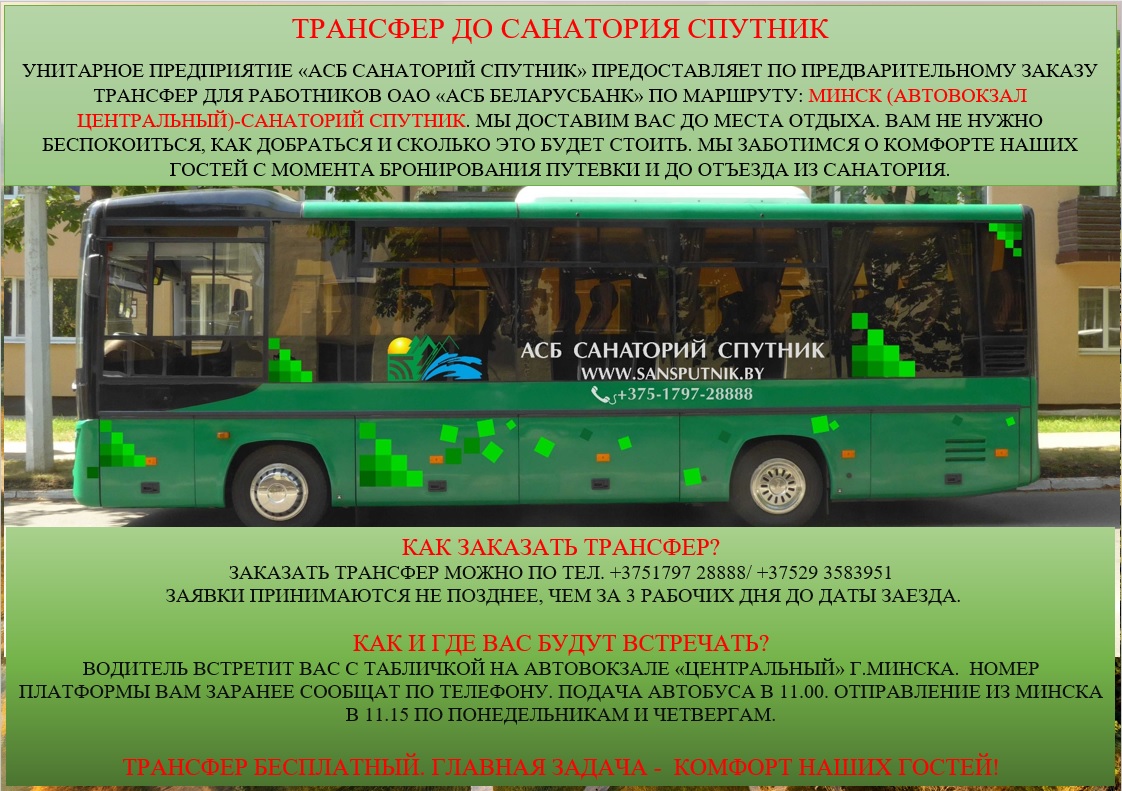 ТРАНСФЕР ДО САНАТОРИЯ СПУТНИК
УНИТАРНОЕ ПРЕДПРИЯТИЕ «АСБ САНАТОРИЙ СПУТНИК» ПРЕДОСТАВЛЯЕТ ПО ПРЕДВАРИТЕЛЬНОМУ ЗАКАЗУ
ТРАНСФЕР ДЛЯ РАБОТНИКОВ ОАО «АСБ БЕЛАРУСБАНК» ПО МАРШРУТУ: МИНСК (АВТОВОКЗАЛ
ЦЕНТРАЛЬНЫЙ)-САНАТОРИЙ СПУТНИК. МЫ ДОСТАВИМ ВАС ДО МЕСТА ОТДЫХА. ВАМ НЕ НУЖНО
БЕСПОКОИТЬСЯ, КАК ДОБРАТЬСЯ И СКОЛЬКО ЭТО БУДЕТ СТОИТЬ. МЫ ЗАБОТИМСЯ О КОМФОРТЕ НАШИХ
ГОСТЕЙ С МОМЕНТА БРОНИРОВАНИЯ ПУТЕВКИ И ДО ОТЪЕЗДА ИЗ САНАТОРИЯ.
АСБ САНАТОРИЙ СПУТНИК
WWW.SANSPUTNIK.BY
+375-1797-28888
КАК ЗАКАЗАТЬ ТРАНСФЕР?
ЗАКАЗАТЬ ТРАНСФЕР МОЖНО ПО ТЕЛ. +3751797 28888/ +37529 3583951
ЗАЯВКИ ПРИНИМАЮТСЯ НЕ ПОЗДНЕЕ, ЧЕМ ЗА 3 РАБОЧИХ ДНЯ ДО ДАТЫ ЗАЕЗДА.
КАК И ГДЕ ВАС БУДУТ ВСТРЕЧАТЬ?
ВОДИТЕЛЬ ВСТРЕТИТ ВАС С ТАБЛИЧКОЙ НА АВТОВОКЗАЛЕ «ЦЕНТРАЛЬНЫЙ» Г.МИНСКА. НОМЕР
ПЛАТФОРМЫ ВАМ ЗАРАНЕЕ СООБЩАТ ПО ТЕЛЕФОНУ. ПОДАЧА АВТОБУСА В 11.00. ОТПРАВЛЕНИЕ ИЗ МИНСКА
В 11.15 ПО ПОНЕДЕЛЬНИКАМ И ЧЕТВЕРГАМ.
ТРАНСФЕР БЕСПЛАТНЫЙ. ГЛАВНАЯ ЗАДАЧА - КОМФОРТ НАШИХ ГОСТЕЙ!